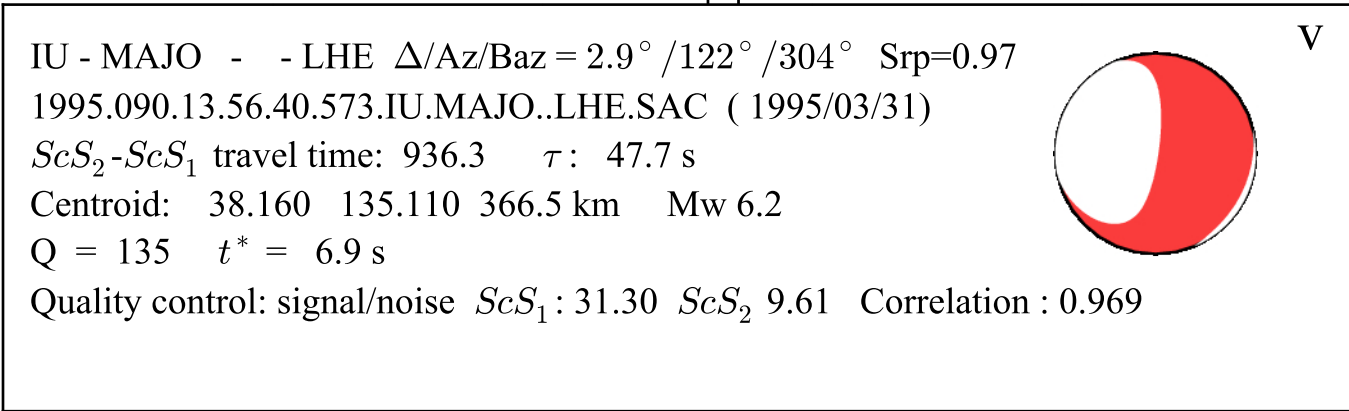 V
IU - MAJO - - LHE Δ/Az/Baz = 2.9° /122° /304° Srp=0.97
1995.090.13.56.40.573.IU.MAJO..LHE.SAC ( 1995/03/31)
ScS₂-ScS₁ travel time: 936.3 τ: 47.7 s
Centroid: 38.160 135.110 366.5 km Mw 6.2
Q = 135 t* = 6.9 s
Quality control: signal/noise ScS₁: 31.30 ScS₂ 9.61 Correlation : 0.969